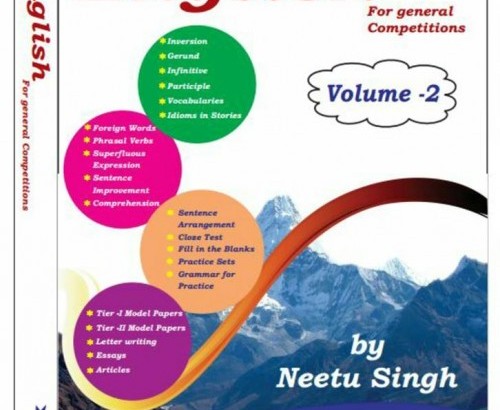 For general
Competitions
glish
For general Competitions
Volume -2
Inversion
Gerund
Infinitive
Participle
Vocabularies
Idioms in Stories
Foreign Words
Phrasal Verbs
Superfluous
Expression
Sentence
Improvement
Comprehension
Sentence
Arrangement
Cloze Test
Fill in the Blanks
Practice Sets
Grammar for
Practice
Tier -I Model Papers
Tier -II Model Papers
Letter writing
Essays
Articles
by
Neetu Singh